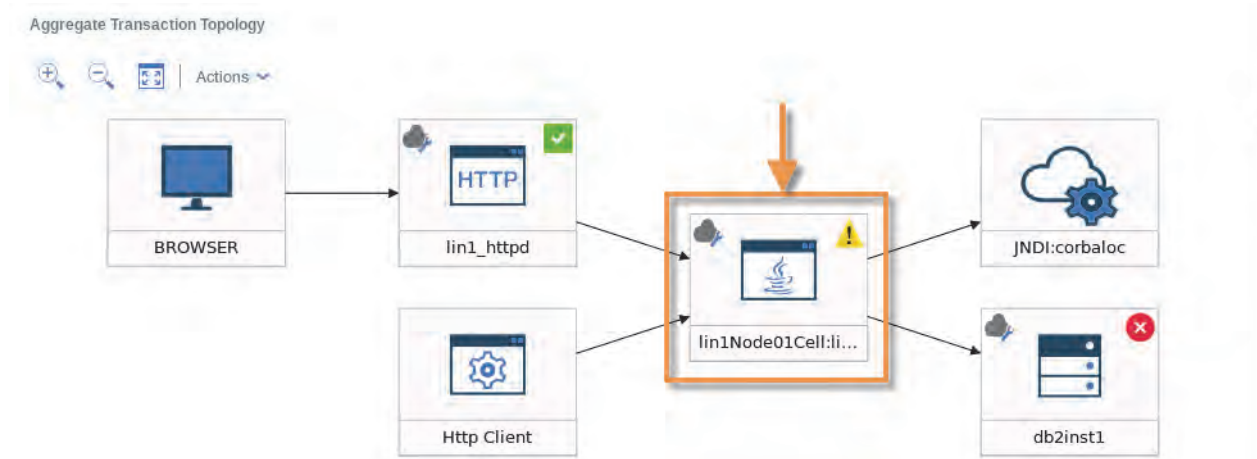 Aggregate Transaction Topology
Actions
HTTP
BROWSER
lin1_httpd
JNDI:corbaloc
lin1Node01Cell:li...
Http Client
db2inst1